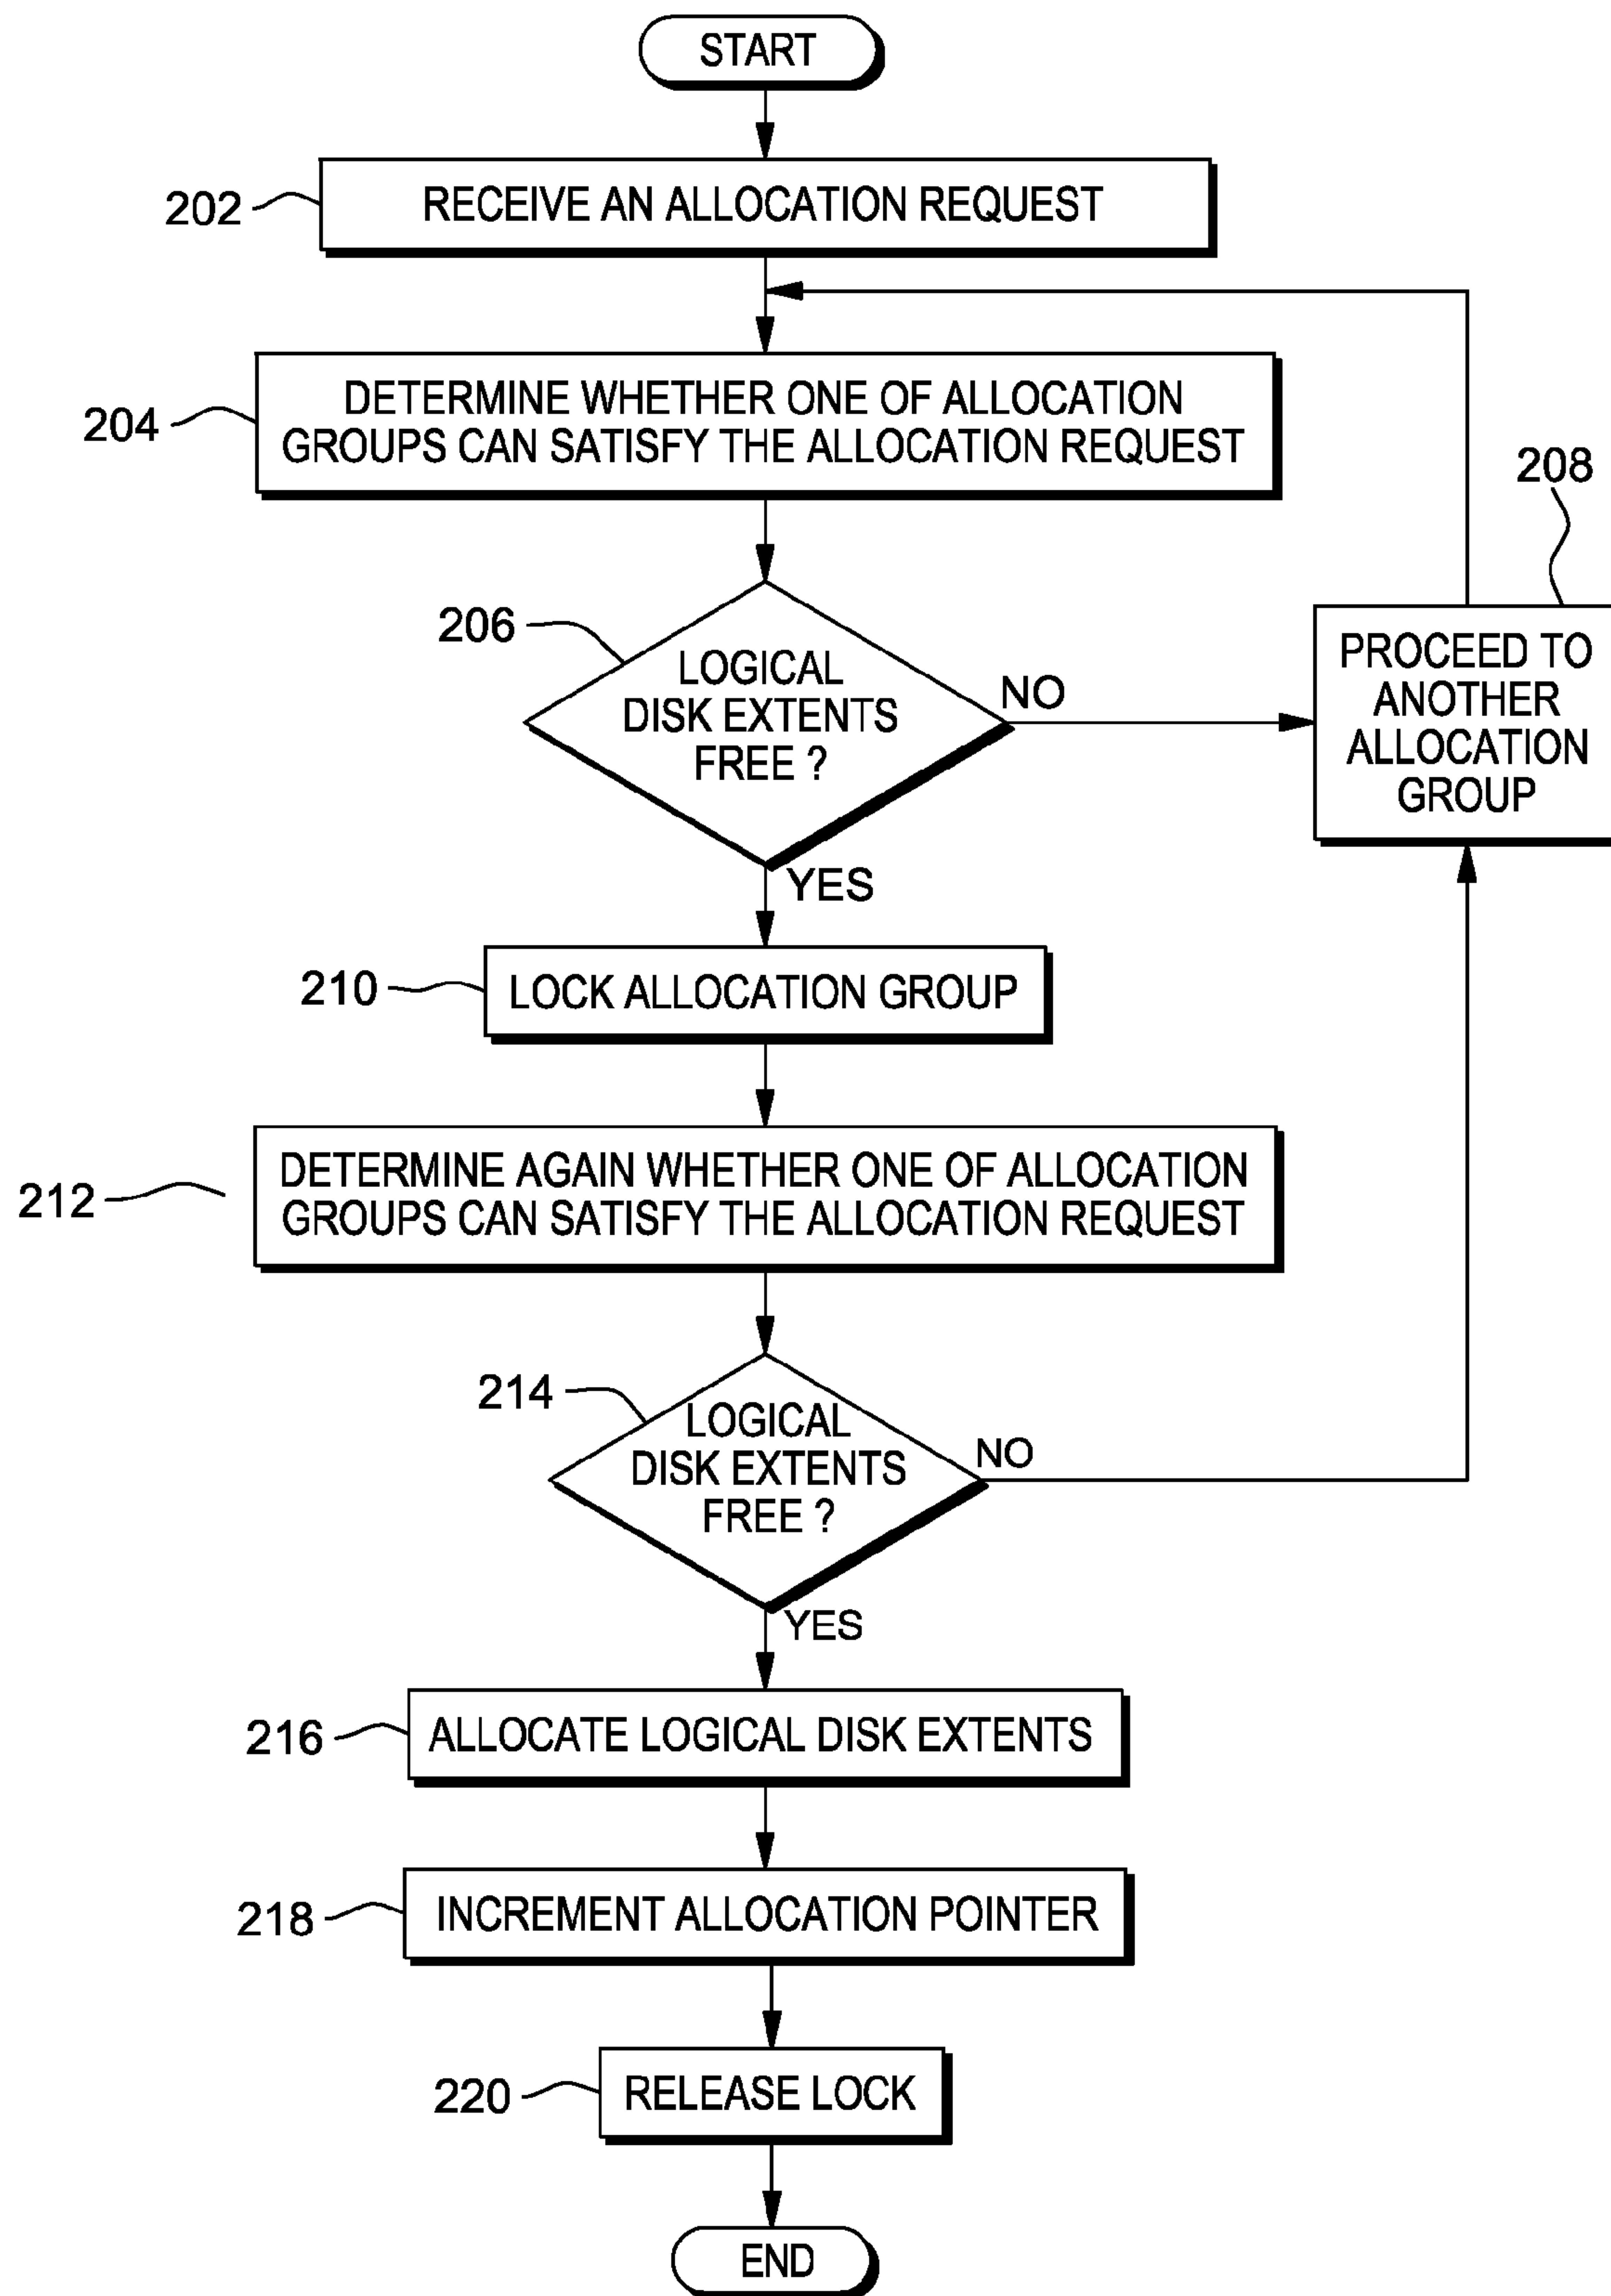 START
202
RECEIVE AN ALLOCATION REQUEST
204
DETERMINE WHETHER ONE OF ALLOCATION
GROUPS CAN SATISFY THE ALLOCATION REQUEST
206
LOGICAL
DISK EXTENTS
FREE ?
NO
208
PROCEED TO
ANOTHER
ALLOCATION
GROUP
YES
210
LOCK ALLOCATION GROUP
212
DETERMINE AGAIN WHETHER ONE OF ALLOCATION
GROUPS CAN SATISFY THE ALLOCATION REQUEST
214
LOGICAL
DISK EXTENTS
FREE ?
NO
YES
216
ALLOCATE LOGICAL DISK EXTENTS
218
INCREMENT ALLOCATION POINTER
220
RELEASE LOCK
END